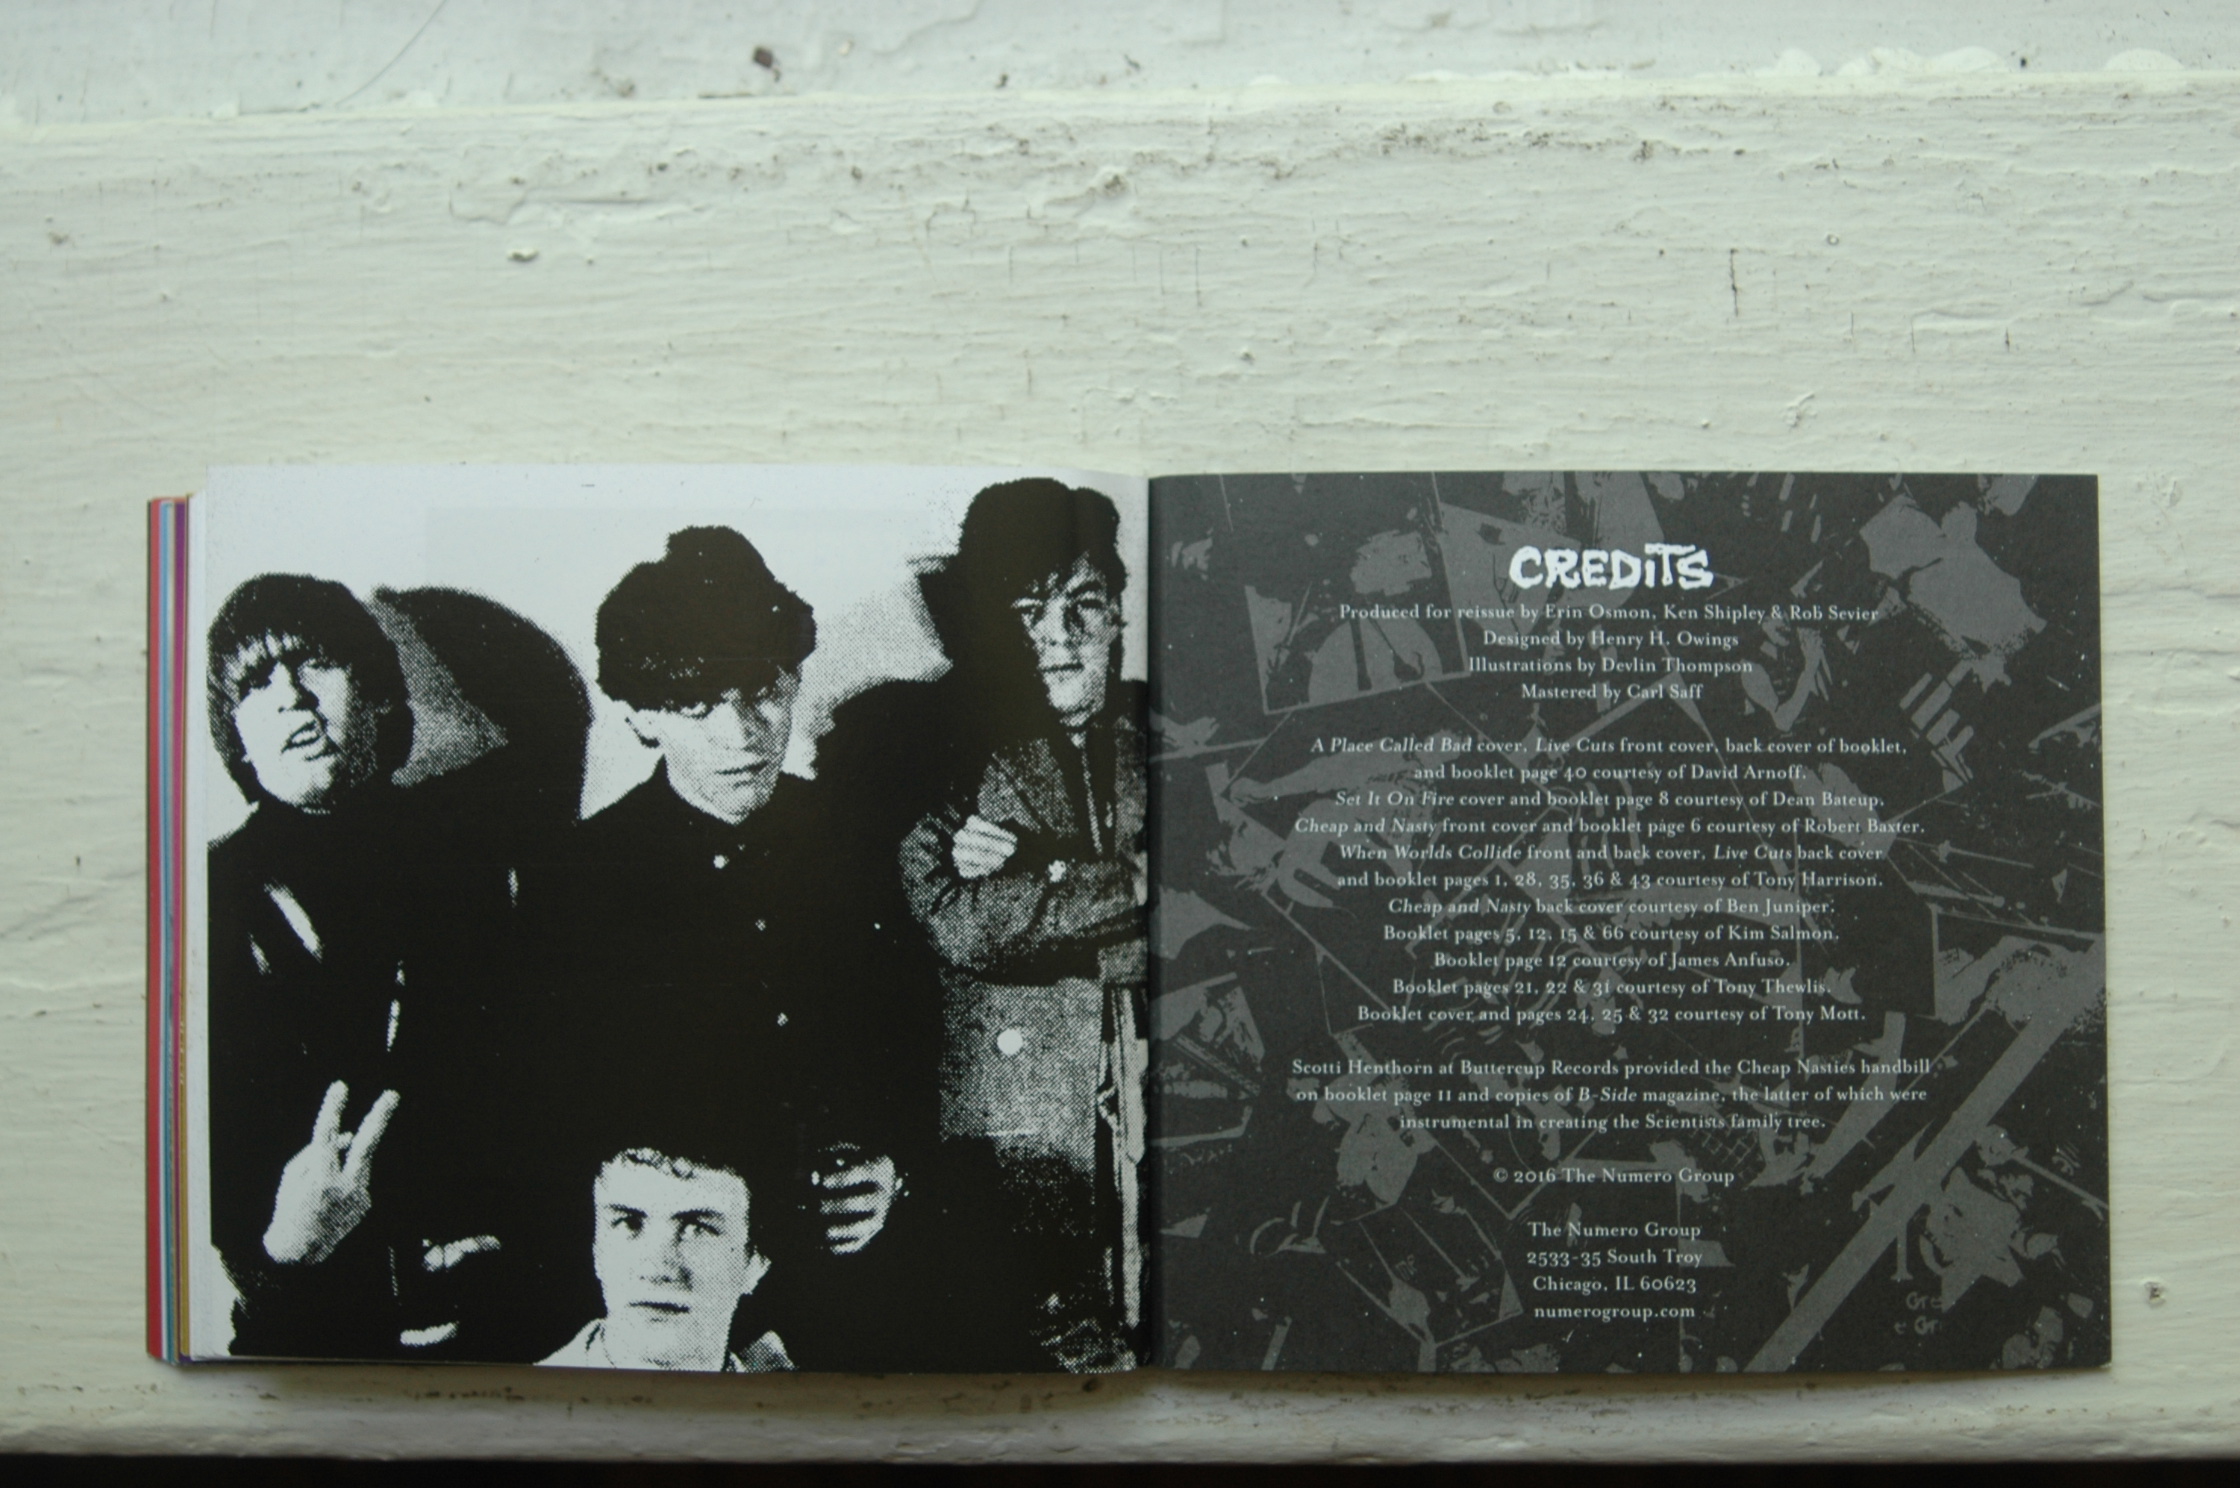 CREDITS
Produced for reissue by Erin Osmon, Ken Shipley & Rob Sevier
Designed by Henry H. Owings
Illustrations by Devlin Thompson
Mastered by Carl Saff
A Place Called Bad cover, Live Cuts front cover, back cover of booklet,
and booklet page 40 courtesy of David Arnoff.
Set It On Fire cover and booklet page 8 courtesy of Dean Bateup.
Cheap and Nasty front cover and booklet page 6 courtesy of Robert Baxter.
When Worlds Collide front and back cover, Live Cuts back cover
and booklet pages 1, 28, 35, 36 & 43 courtesy of Tony Harrison.
Cheap and Nasty back cover courtesy of Ben Juniper.
Booklet pages 5, 12, 15 & 66 courtesy of Kim Salmon.
Booklet page 12 courtesy of James Anfuso.
Booklet pages 21, 22 & 31 courtesy of Tony Thewlis.
Booklet cover and pages 24, 25 & 32 courtesy of Tony Mott.
Scotti Henthorn at Buttercup Records provided the Cheap Nasties handbill
on booklet page 11 and copies of B-Side magazine, the latter of which were
instrumental in creating the Scientists family tree.
© 2016 The Numero Group
The Numero Group
2533-35 South Troy
Chicago, IL 60623
numerogroup.com